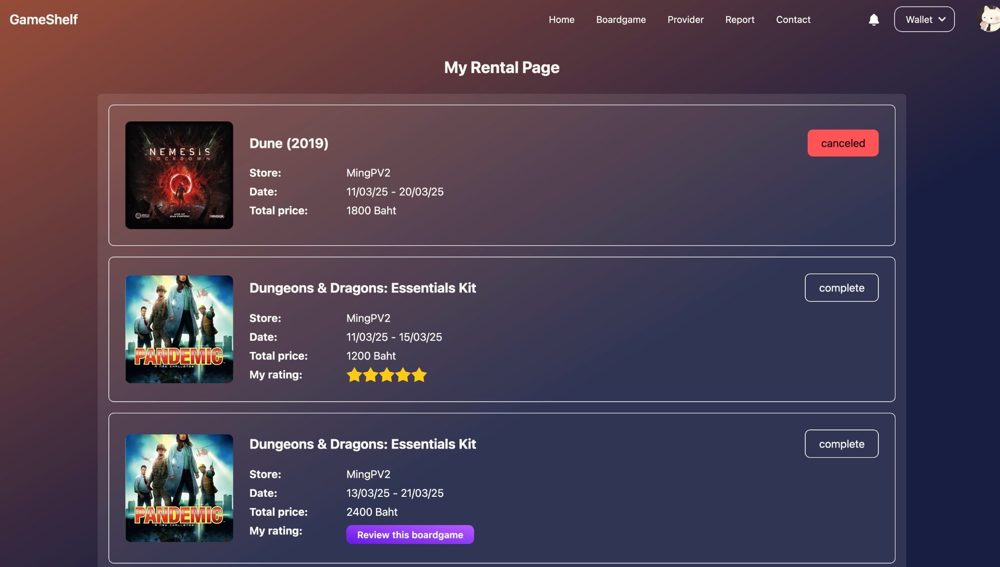 GameShelf
Home Boardgame Provider Report Contact Wallet
My Rental Page
NEMESIS
LOCKDOWN
MINDOK
Dune (2019)
canceled
Store: MingPV2
Date: 11/03/25 - 20/03/25
Total price: 1800 Baht
PANDEMIC
A NEW CHALLENGE
Dungeons & Dragons: Essentials Kit
complete
Store: MingPV2
Date: 11/03/25 - 15/03/25
Total price: 1200 Baht
My rating:
PANDEMIC
A NEW CHALLENGE
Dungeons & Dragons: Essentials Kit
complete
Store: MingPV2
Date: 13/03/25 - 21/03/25
Total price: 2400 Baht
My rating: Review this boardgame